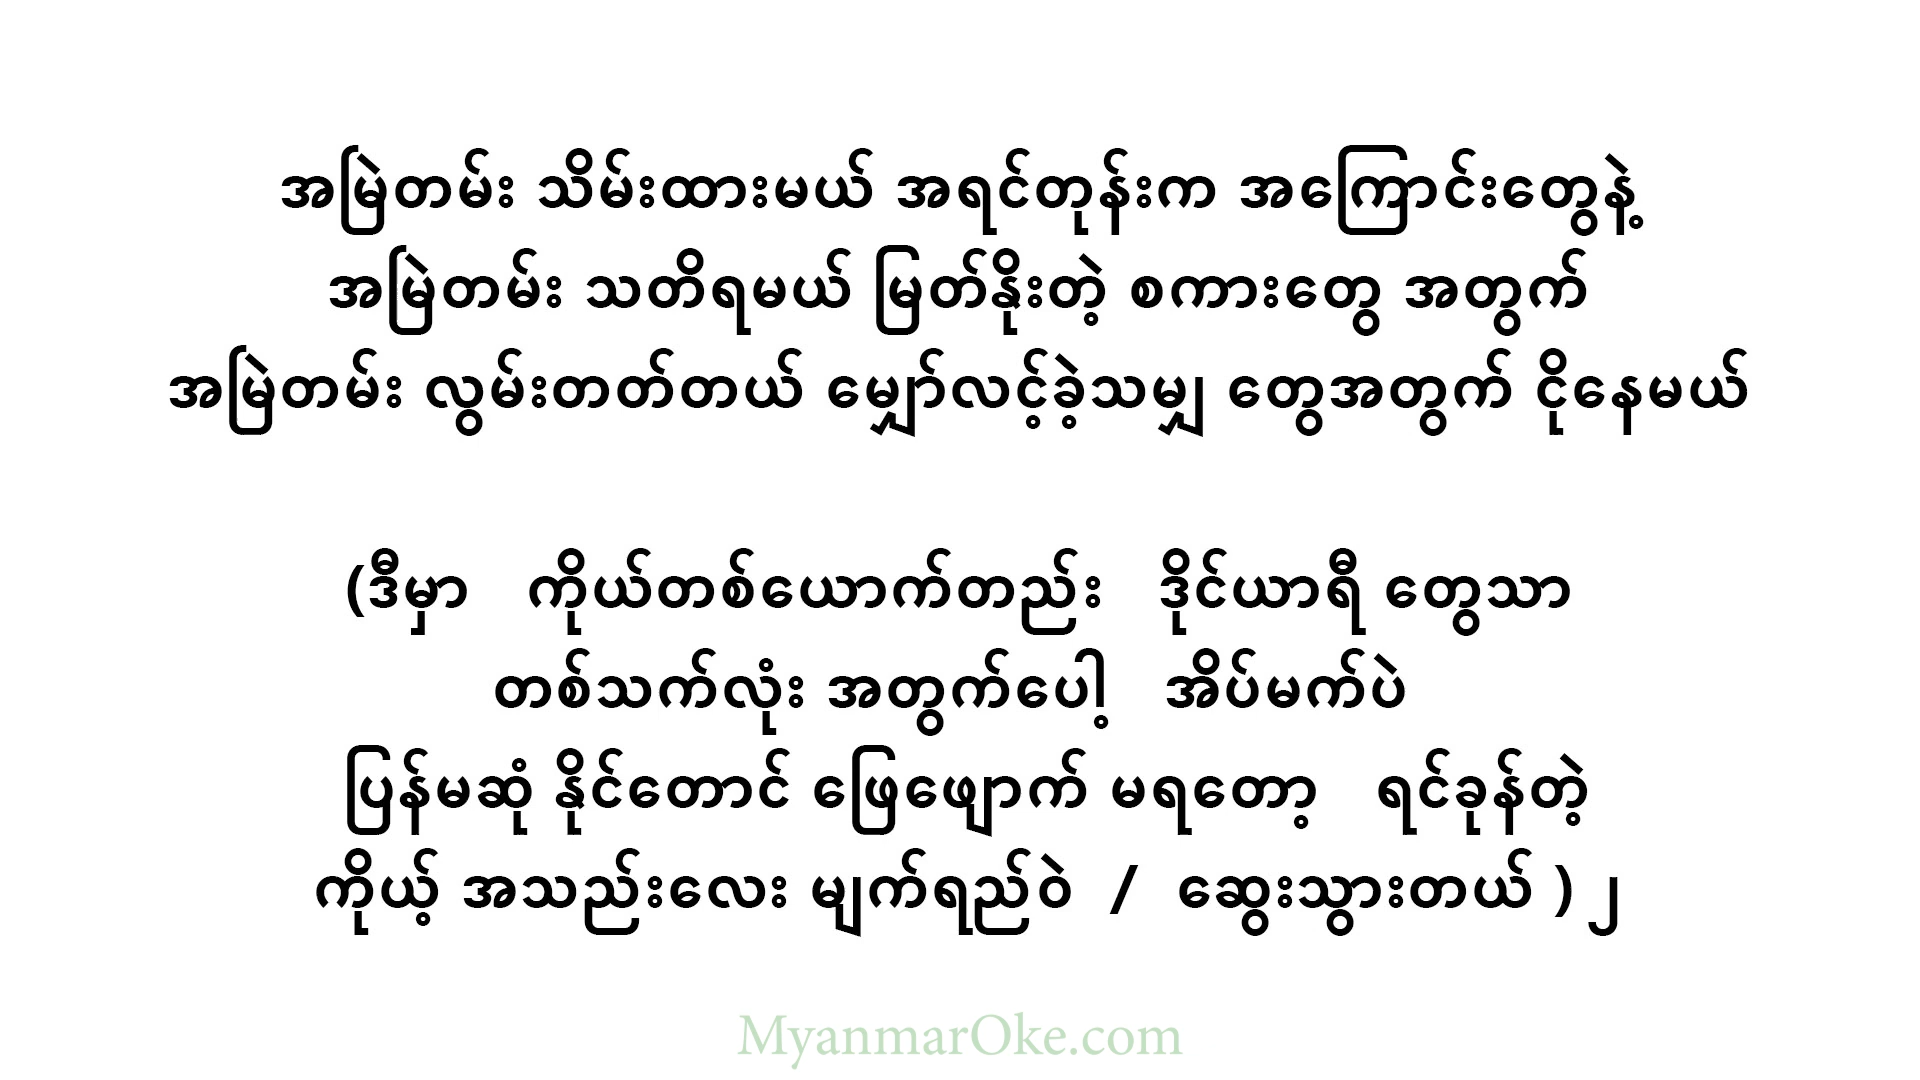 အမြဲတမ်း သိမ်းထားမယ် အရင်တုန်းက အကြောင်းတွေနဲ့
အမြဲတမ်း သတိရမယ် မြတ်နိုးတဲ့ စကားတွေ အတွက်
အမြဲတမ်း လွမ်းတတ်တယ် မျှော်လင့်ခဲ့သမျှ တွေအတွက် ငိုနေမယ်
(ဒီမှာ ကိုယ်တစ်ယောက်တည်း ဒိုင်ယာရီ တွေသာ
တစ်သက်လုံး အတွက်ပေါ့ အိပ်မက်ပဲ
ပြန်မဆုံ နိုင်တောင် ဖြေဖျောက် မရတော့ ရင်ခုန်တဲ့
ကိုယ့် အသည်းလေး မျက်ရည်ဝဲ / ဆွေးသွားတယ် )၂
MyanmarOke.com